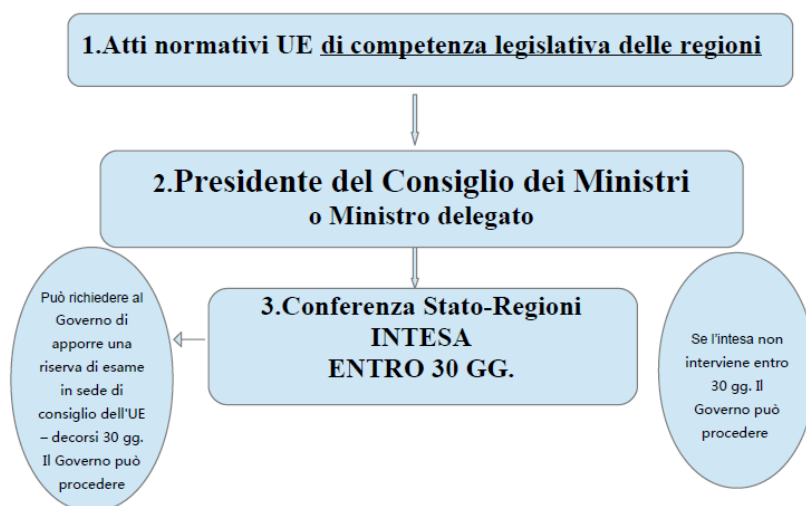 1.Atti normativi UE di competenza legislativa delle regioni
2.Presidente del Consiglio dei Ministri
o Ministro delegato
Può richiedere al
Governo di
apporre una
riserva di esame
in sede di
consiglio dell'UE
– decorsi 30 gg.
Il Governo può
procedere
3.Conferenza Stato-Regioni
INTESA
ENTRO 30 GG.
Se l'intesa non
interviene entro
30 gg. Il
Governo può
procedere